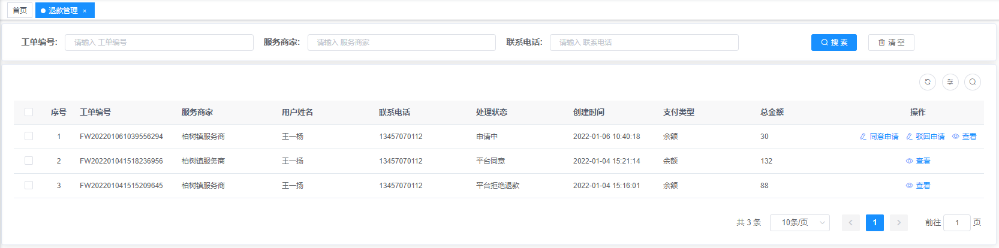 首页 退款管理 ×
工单编号: 请输入 工单编号 服务商家: 请输入 服务商家 联系电话: 请输入 联系电话 搜 索 清 空
序号 工单编号 服务商家 用户姓名 联系电话 处理状态 创建时间 支付类型 总金额 操作
1 FW202201061039556294 柏树镇服务商 王一杨 13457070112 申请中 2022-01-06 10:40:18 余额 30 同意申请 驳回申请 查看
2 FW202201041518236956 柏树镇服务商 王一扬 13457070112 平台同意 2022-01-04 15:21:14 余额 132 查看
3 FW202201041515209645 柏树镇服务商 王一扬 13457070112 平台拒绝退款 2022-01-04 15:16:01 余额 88 查看
共 3 条 10条/页 1 前往 1 页